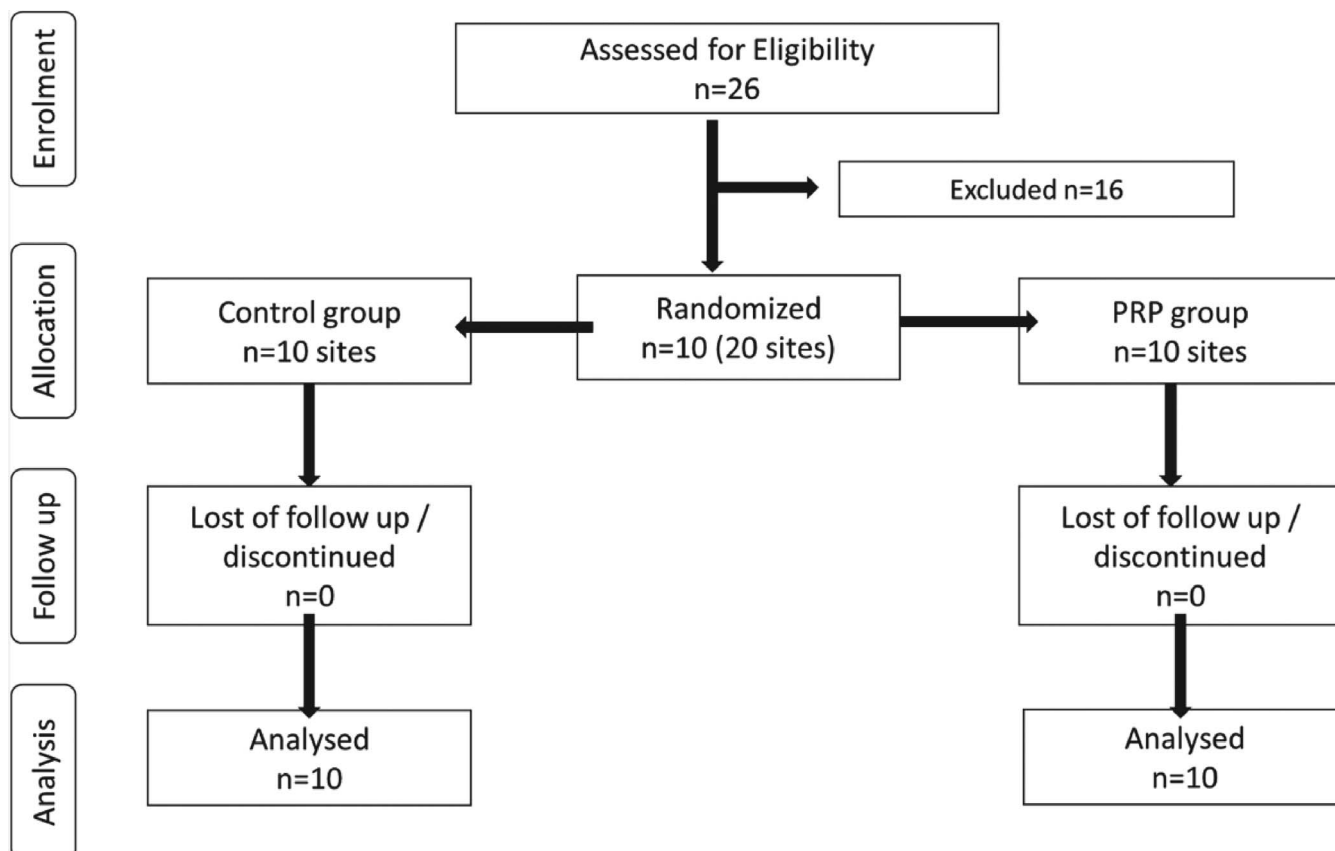 Enrolment
Assessed for Eligibility
n=26
Excluded n=16
Allocation
Control group
n=10 sites
Randomized
n=10 (20 sites)
PRP group
n=10 sites
Follow up
Lost of follow up /
discontinued
n=0
Lost of follow up /
discontinued
n=0
Analysis
Analysed
n=10
Analysed
n=10